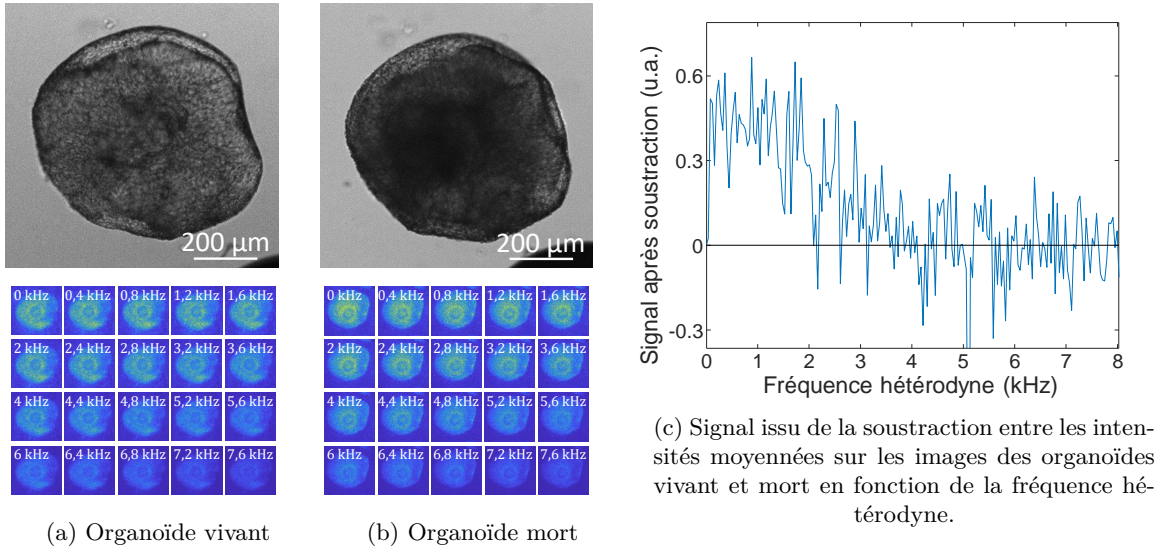 200 µm
0 kHz 0,4 kHz 0,8 kHz 1,2 kHz 1,6 kHz
2 kHz 2,4 kHz 2,8 kHz 3,2 kHz 3,6 kHz
4 kHz 4,4 kHz 4,8 kHz 5,2 kHz 5,6 kHz
6 kHz 6,4 kHz 6,8 kHz 7,2 kHz 7,6 kHz
(a) Organoïde vivant
200 µm
0 kHz 0,4 kHz 0,8 kHz 1,2 kHz 1,6 kHz
2 kHz 2,4 kHz 2,8 kHz 3,2 kHz 3,6 kHz
4 kHz 4,4 kHz 4,8 kHz 5,2 kHz 5,6 kHz
6 kHz 6,4 kHz 6,8 kHz 7,2 kHz 7,6 kHz
(b) Organoïde mort
Signal après soustraction (u.a.)
0.6
0.3
0
-0.3
0 1 2 3 4 5 6 7 8
Fréquence hétérodyne (kHz)
(c) Signal issu de la soustraction entre les inten-
sités moyennées sur les images des organoïdes
vivant et mort en fonction de la fréquence hé-
térodyne.